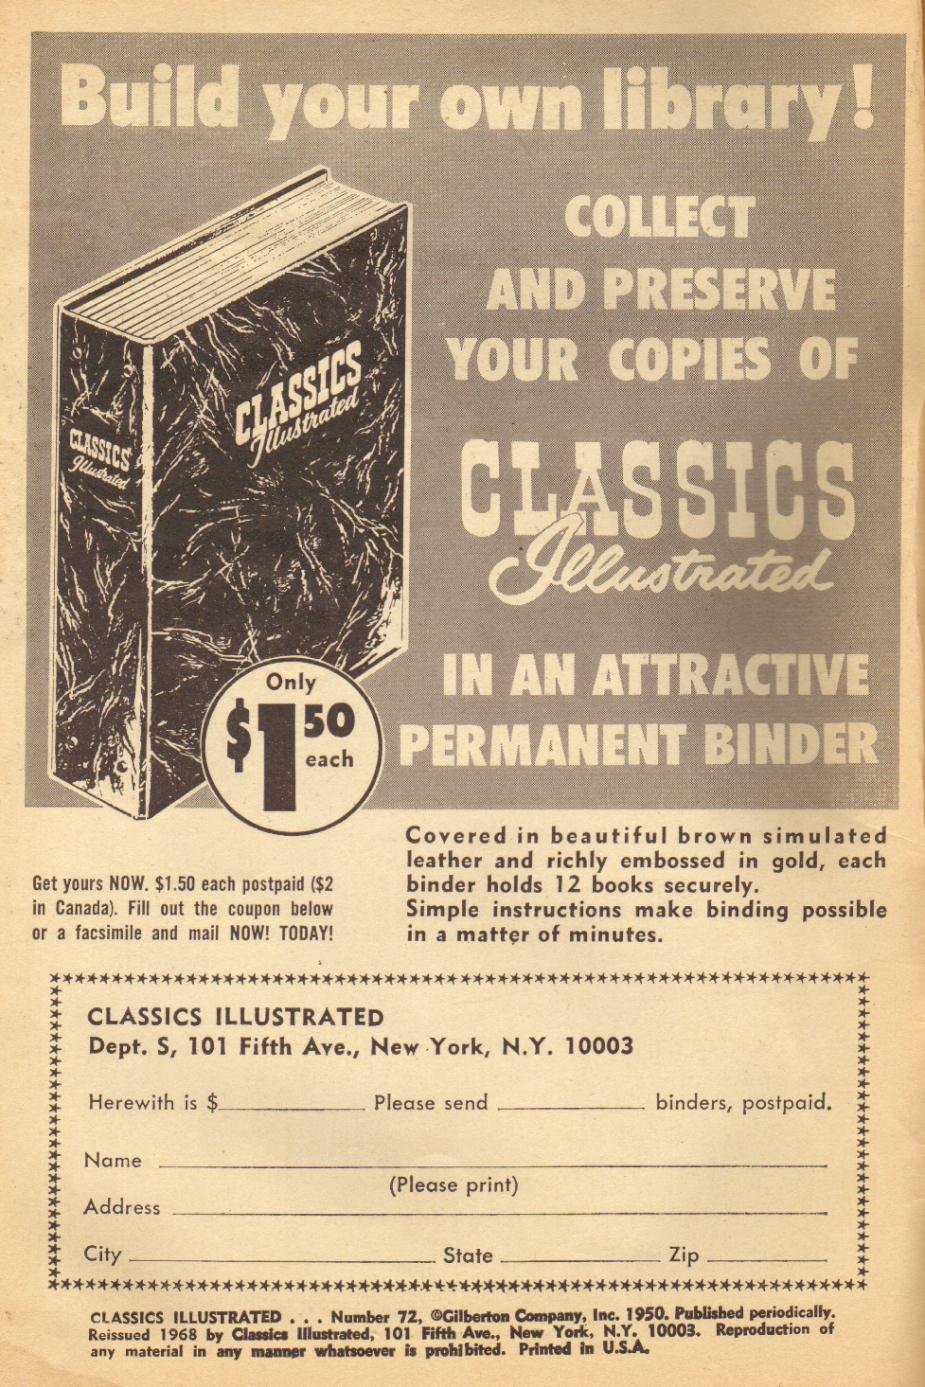 Build your own library!
COLLECT
AND PRESERVE
YOUR COPIES OF
CLASSICS
Illustrated
IN AN ATTRACTIVE
PERMANENT BINDER
CLASSICS
Illustrated
CLASSICS
Illustrated
Only
$1.50
each
Covered in beautiful brown simulated
leather and richly embossed in gold, each
binder holds 12 books securely.
Simple instructions make binding possible
in a matter of minutes.
Get yours NOW. $1.50 each postpaid ($2
in Canada). Fill out the coupon below
or a facsimile and mail NOW! TODAY!
CLASSICS ILLUSTRATED
Dept. S, 101 Fifth Ave., New York, N.Y. 10003
Herewith is $ Please send binders, postpaid.
Name
(Please print)
Address
City State Zip
CLASSICS ILLUSTRATED . . . Number 72, ©Gilberton Company, Inc. 1950. Published periodically.
Reissued 1968 by Classics Illustrated, 101 Fifth Ave., New York, N.Y. 10003. Reproduction of
any material in any manner whatsoever is prohibited. Printed in U.S.A.